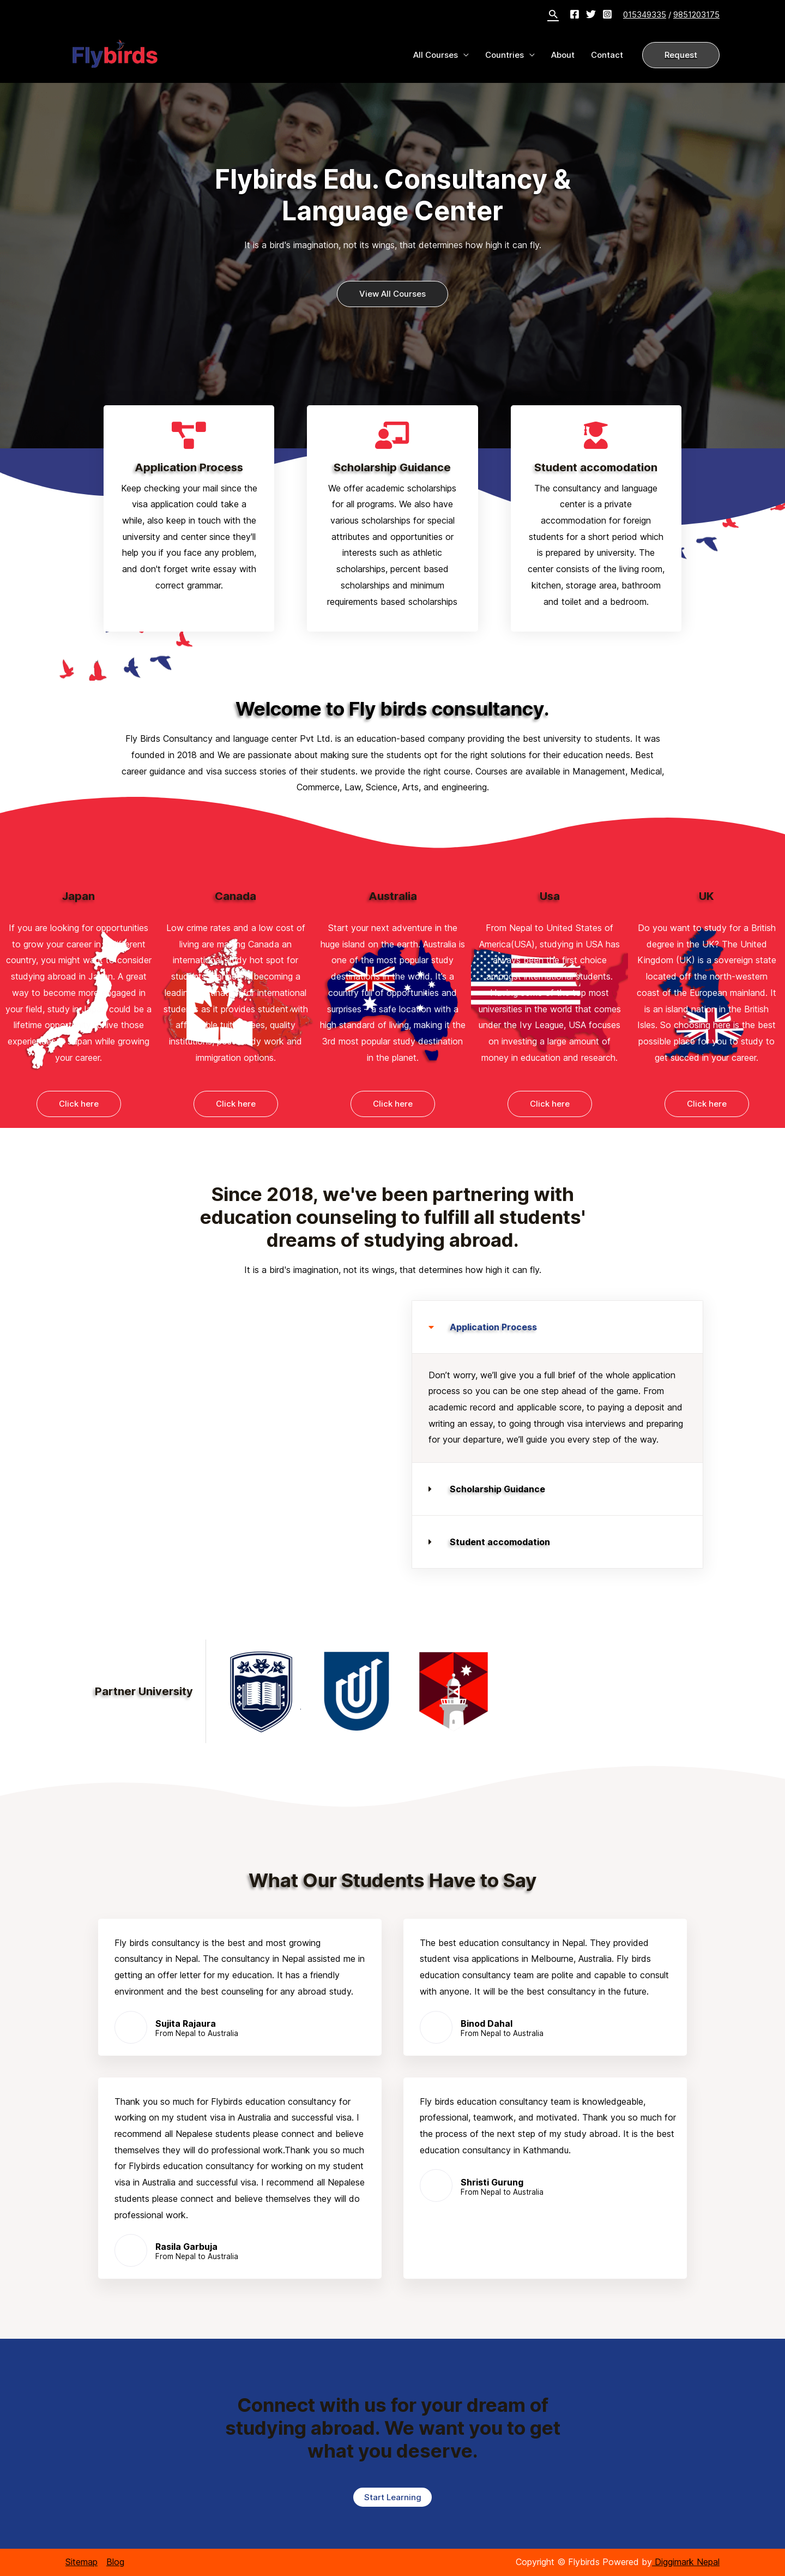 015349335 / 9851203175
Flybirds
All Courses
Countries
About
Contact
Request
Flybirds Edu. Consultancy &
Language Center
It is a bird's imagination, not its wings, that determines how high it can fly.
View All Courses
Application Process
Keep checking your mail since the
visa application could take a
while, also keep in touch with the
university and center since they'll
help you if you face any problem,
and don't forget write essay with
correct grammar.
Scholarship Guidance
We offer academic scholarships
for all programs. We also have
various scholarships for special
attributes and opportunities or
interests such as athletic
scholarships, percent based
scholarships and minimum
requirements based scholarships
Student accomodation
The consultancy and language
center is a private
accommodation for foreign
students for a short period which
is prepared by university. The
center consists of the living room,
kitchen, storage area, bathroom
and toilet and a bedroom.
Welcome to Fly birds consultancy.
Fly Birds Consultancy and language center Pvt Ltd. is an education-based company providing the best university to students. It was
founded in 2018 and We are passionate about making sure the students opt for the right solutions for their education needs. Best
career guidance and visa success stories of their students. we provide the right course. Courses are available in Management, Medical,
Commerce, Law, Science, Arts, and engineering.
Japan
If you are looking for opportunities
to grow your career in
country, you might want consider
studying abroad in A great
way to become more engaged in
your field, study in could be a
lifetime those
experien pan while growing
your career.
Click here
Canada
Low crime rates and a low cost of
living are Canada an
internat dy hot spot for
stud becoming a
leadin international
stude as it provides student with
aff fees, quality
institution dy work and
immigration options.
Click here
Australia
Start your next adventure in the
huge island on the earth. Australia is
one of the most popular study
destinations in the world. It's a
country full of opportunities and
surprises a safe location with a
high standard of living, making it the
3rd most popular study destination
in the planet.
Click here
Usa
From Nepal to United States of
America(USA), studying in USA has
always been the first choice
amongst international students.
most
universities in the world that comes
under the Ivy League, USA focuses
on investing a large amount of
money in education and research.
Click here
UK
Do you want to study for a British
degree in the UK? The United
Kingdom (UK) is a sovereign state
located off the north-western
coast of the European mainland. It
is an island nation in the British
Isles. So choosing here is the best
possible place for you to study to
get succed in your career.
Click here
Since 2018, we've been partnering with
education counseling to fulfill all students'
dreams of studying abroad.
It is a bird's imagination, not its wings, that determines how high it can fly.
Application Process
Don't worry, we'll give you a full brief of the whole application
process so you can be one step ahead of the game. From
academic record and applicable score, to paying a deposit and
writing an essay, to going through visa interviews and preparing
for your departure, we'll guide you every step of the way.
Scholarship Guidance
Student accomodation
Partner University
What Our Students Have to Say
Fly birds consultancy is the best and most growing
consultancy in Nepal. The consultancy in Nepal assisted me in
getting an offer letter for my education. It has a friendly
environment and the best counseling for any abroad study.
Sujita Rajaura
From Nepal to Australia
The best education consultancy in Nepal. They provided
student visa applications in Melbourne, Australia. Fly birds
education consultancy team are polite and capable to consult
with anyone. It will be the best consultancy in the future.
Binod Dahal
From Nepal to Australia
Thank you so much for Flybirds education consultancy for
working on my student visa in Australia and successful visa. I
recommend all Nepalese students please connect and believe
themselves they will do professional work.Thank you so much
for Flybirds education consultancy for working on my student
visa in Australia and successful visa. I recommend all Nepalese
students please connect and believe themselves they will do
professional work.
Rasila Garbuja
From Nepal to Australia
Fly birds education consultancy team is knowledgeable,
professional, teamwork, and motivated. Thank you so much for
the process of the next step of my study abroad. It is the best
education consultancy in Kathmandu.
Shristi Gurung
From Nepal to Australia
Connect with us for your dream of
studying abroad. We want you to get
what you deserve.
Start Learning
Sitemap Blog
Copyright © Flybirds Powered by Diggimark Nepal